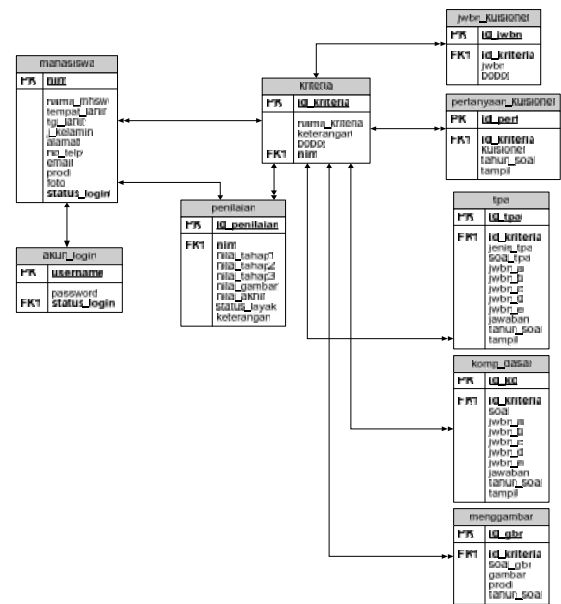 mahasiswa
PK nim
nama_mhsw
tempat_lahir
tgl_lahir
j_kelamin
alamat
no_telp
email
prodi
foto
status_login
akun_login
PK username
password
FK1 status_login
kriteria
PK id_kriteria
nama_kriteria
keterangan
bobot
FK1 nim
penilaian
PK id_penilaian
FK1 nim
nilai_tahap1
nilai_tahap2
nilai_tahap3
nilai_gambar
nilai_akhir
status_layak
keterangan
jwbn_kuisioner
PK id_jwbn
FK1 id_kriteria
jwbn
bobot
pertanyaan_kuisioner
PK id_pert
FK1 id_kriteria
kuisioner
tahun_soal
tampil
tpa
PK id_tpa
FK1 id_kriteria
jenis_tpa
soal_tpa
jwbn_a
jwbn_b
jwbn_c
jwbn_d
jwbn_e
jawaban
tahun_soal
tampil
komp_dasar
PK id_kd
FK1 id_kriteria
soal
jwbn_a
jwbn_b
jwbn_c
jwbn_d
jwbn_e
jawaban
tahun_soal
tampil
menggambar
PK id_gbr
FK1 id_kriteria
soal_gbr
gambar
prodi
tahun_soal